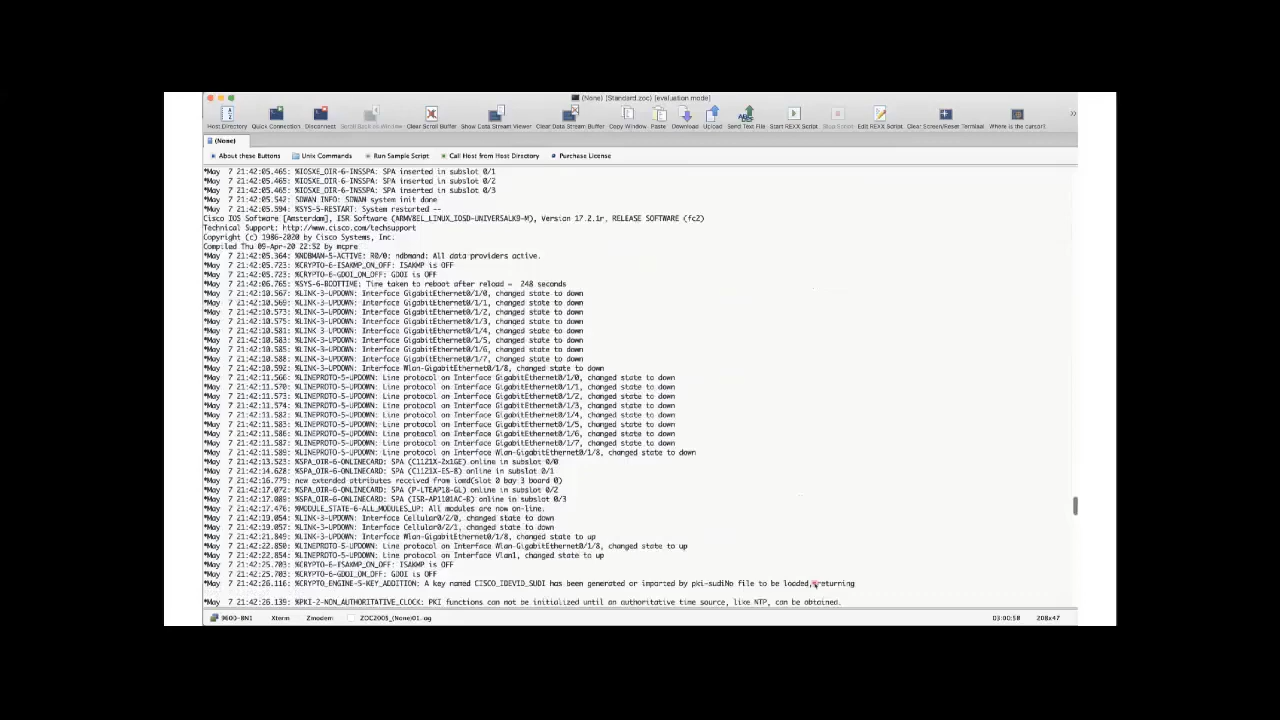 (None) (Standard.zoc) [evaluation mode]
Host Directory Quick Connection Disconnect Scroll Back to Window Clear Scroll Buffer Show Data Stream Viewer Clear Data Stream Buffer Copy Window Paste Download Upload Send Text File Start REXX Script Stop Script Edit REXX Script Clear Screen/Reset Terminal Where is the cursor?
(None)
About these Buttons Unix Commands Run Sample Script Call Host from Host Directory Purchase License
*May 7 21:42:05.465: %IOSXE_OIR-6-INSSPA: SPA inserted in subslot 0/1
*May 7 21:42:05.465: %IOSXE_OIR-6-INSSPA: SPA inserted in subslot 0/2
*May 7 21:42:05.465: %IOSXE_OIR-6-INSSPA: SPA inserted in subslot 0/3
*May 7 21:42:05.542: SDWAN INFO: SDWAN system init done
*May 7 21:42:05.594: %SYS-5-RESTART: System restarted --
Cisco IOS Software [Amsterdam], ISR Software (ARMV8EL_LINUX_IOSD-UNIVERSALK9-M), Version 17.2.1r, RELEASE SOFTWARE (fc2)
Technical Support: http://www.cisco.com/techsupport
Copyright (c) 1986-2020 by Cisco Systems, Inc.
Compiled Thu 09-Apr-20 22:52 by mcpre
*May 7 21:42:05.364: %NDBMAN-5-ACTIVE: R0/0: ndbmand: All data providers active.
*May 7 21:42:05.723: %CRYPTO-6-ISAKMP_ON_OFF: ISAKMP is OFF
*May 7 21:42:05.723: %CRYPTO-6-GDOI_ON_OFF: GDOI is OFF
*May 7 21:42:06.765: %SYS-6-BOOTTIME: Time taken to reboot after reload = 248 seconds
*May 7 21:42:10.567: %LINK-3-UPDOWN: Interface GigabitEthernet0/1/0, changed state to down
*May 7 21:42:10.569: %LINK-3-UPDOWN: Interface GigabitEthernet0/1/1, changed state to down
*May 7 21:42:10.573: %LINK-3-UPDOWN: Interface GigabitEthernet0/1/2, changed state to down
*May 7 21:42:10.575: %LINK-3-UPDOWN: Interface GigabitEthernet0/1/3, changed state to down
*May 7 21:42:10.581: %LINK-3-UPDOWN: Interface GigabitEthernet0/1/4, changed state to down
*May 7 21:42:10.583: %LINK-3-UPDOWN: Interface GigabitEthernet0/1/5, changed state to down
*May 7 21:42:10.585: %LINK-3-UPDOWN: Interface GigabitEthernet0/1/6, changed state to down
*May 7 21:42:10.588: %LINK-3-UPDOWN: Interface GigabitEthernet0/1/7, changed state to down
*May 7 21:42:10.592: %LINK-3-UPDOWN: Interface Wlan-GigabitEthernet0/1/8, changed state to down
*May 7 21:42:11.566: %LINEPROTO-5-UPDOWN: Line protocol on Interface GigabitEthernet0/1/0, changed state to down
*May 7 21:42:11.570: %LINEPROTO-5-UPDOWN: Line protocol on Interface GigabitEthernet0/1/1, changed state to down
*May 7 21:42:11.573: %LINEPROTO-5-UPDOWN: Line protocol on Interface GigabitEthernet0/1/2, changed state to down
*May 7 21:42:11.574: %LINEPROTO-5-UPDOWN: Line protocol on Interface GigabitEthernet0/1/3, changed state to down
*May 7 21:42:11.582: %LINEPROTO-5-UPDOWN: Line protocol on Interface GigabitEthernet0/1/4, changed state to down
*May 7 21:42:11.583: %LINEPROTO-5-UPDOWN: Line protocol on Interface GigabitEthernet0/1/5, changed state to down
*May 7 21:42:11.586: %LINEPROTO-5-UPDOWN: Line protocol on Interface GigabitEthernet0/1/6, changed state to down
*May 7 21:42:11.587: %LINEPROTO-5-UPDOWN: Line protocol on Interface GigabitEthernet0/1/7, changed state to down
*May 7 21:42:11.589: %LINEPROTO-5-UPDOWN: Line protocol on Interface Wlan-GigabitEthernet0/1/8, changed state to down
*May 7 21:42:13.523: %SPA_OIR-6-ONLINECARD: SPA (C1121X-2x1GE) online in subslot 0/0
*May 7 21:42:14.628: %SPA_OIR-6-ONLINECARD: SPA (C1121X-ES-8) online in subslot 0/1
*May 7 21:42:16.779: new extended attributes received from iomd(slot 0 bay 3 board 0)
*May 7 21:42:17.072: %SPA_OIR-6-ONLINECARD: SPA (P-LTEAP18-GL) online in subslot 0/2
*May 7 21:42:17.089: %SPA_OIR-6-ONLINECARD: SPA (ISR-AP1101AC-B) online in subslot 0/3
*May 7 21:42:17.476: %MODULE_STATE-6-ALL_MODULES_UP: All modules are now on-line.
*May 7 21:42:19.054: %LINK-3-UPDOWN: Interface Cellular0/2/0, changed state to down
*May 7 21:42:19.057: %LINK-3-UPDOWN: Interface Cellular0/2/1, changed state to down
*May 7 21:42:21.849: %LINK-3-UPDOWN: Interface Wlan-GigabitEthernet0/1/8, changed state to up
*May 7 21:42:22.850: %LINEPROTO-5-UPDOWN: Line protocol on Interface Wlan-GigabitEthernet0/1/8, changed state to up
*May 7 21:42:22.854: %LINEPROTO-5-UPDOWN: Line protocol on Interface Vlan1, changed state to up
*May 7 21:42:25.703: %CRYPTO-6-ISAKMP_ON_OFF: ISAKMP is OFF
*May 7 21:42:25.703: %CRYPTO-6-GDOI_ON_OFF: GDOI is OFF
*May 7 21:42:26.116: %CRYPTO_ENGINE-5-KEY_ADDITION: A key named CISCO_IDEVID_SUDI has been generated or imported by pki-sudiNo file to be loaded, returning
*May 7 21:42:26.139: %PKI-2-NON_AUTHORITATIVE_CLOCK: PKI functions can not be initialized until an authoritative time source, like NTP, can be obtained.
9600-8N1 Xterm Zmodem ZOC2005_(None)01.log 03:00:58 208x47